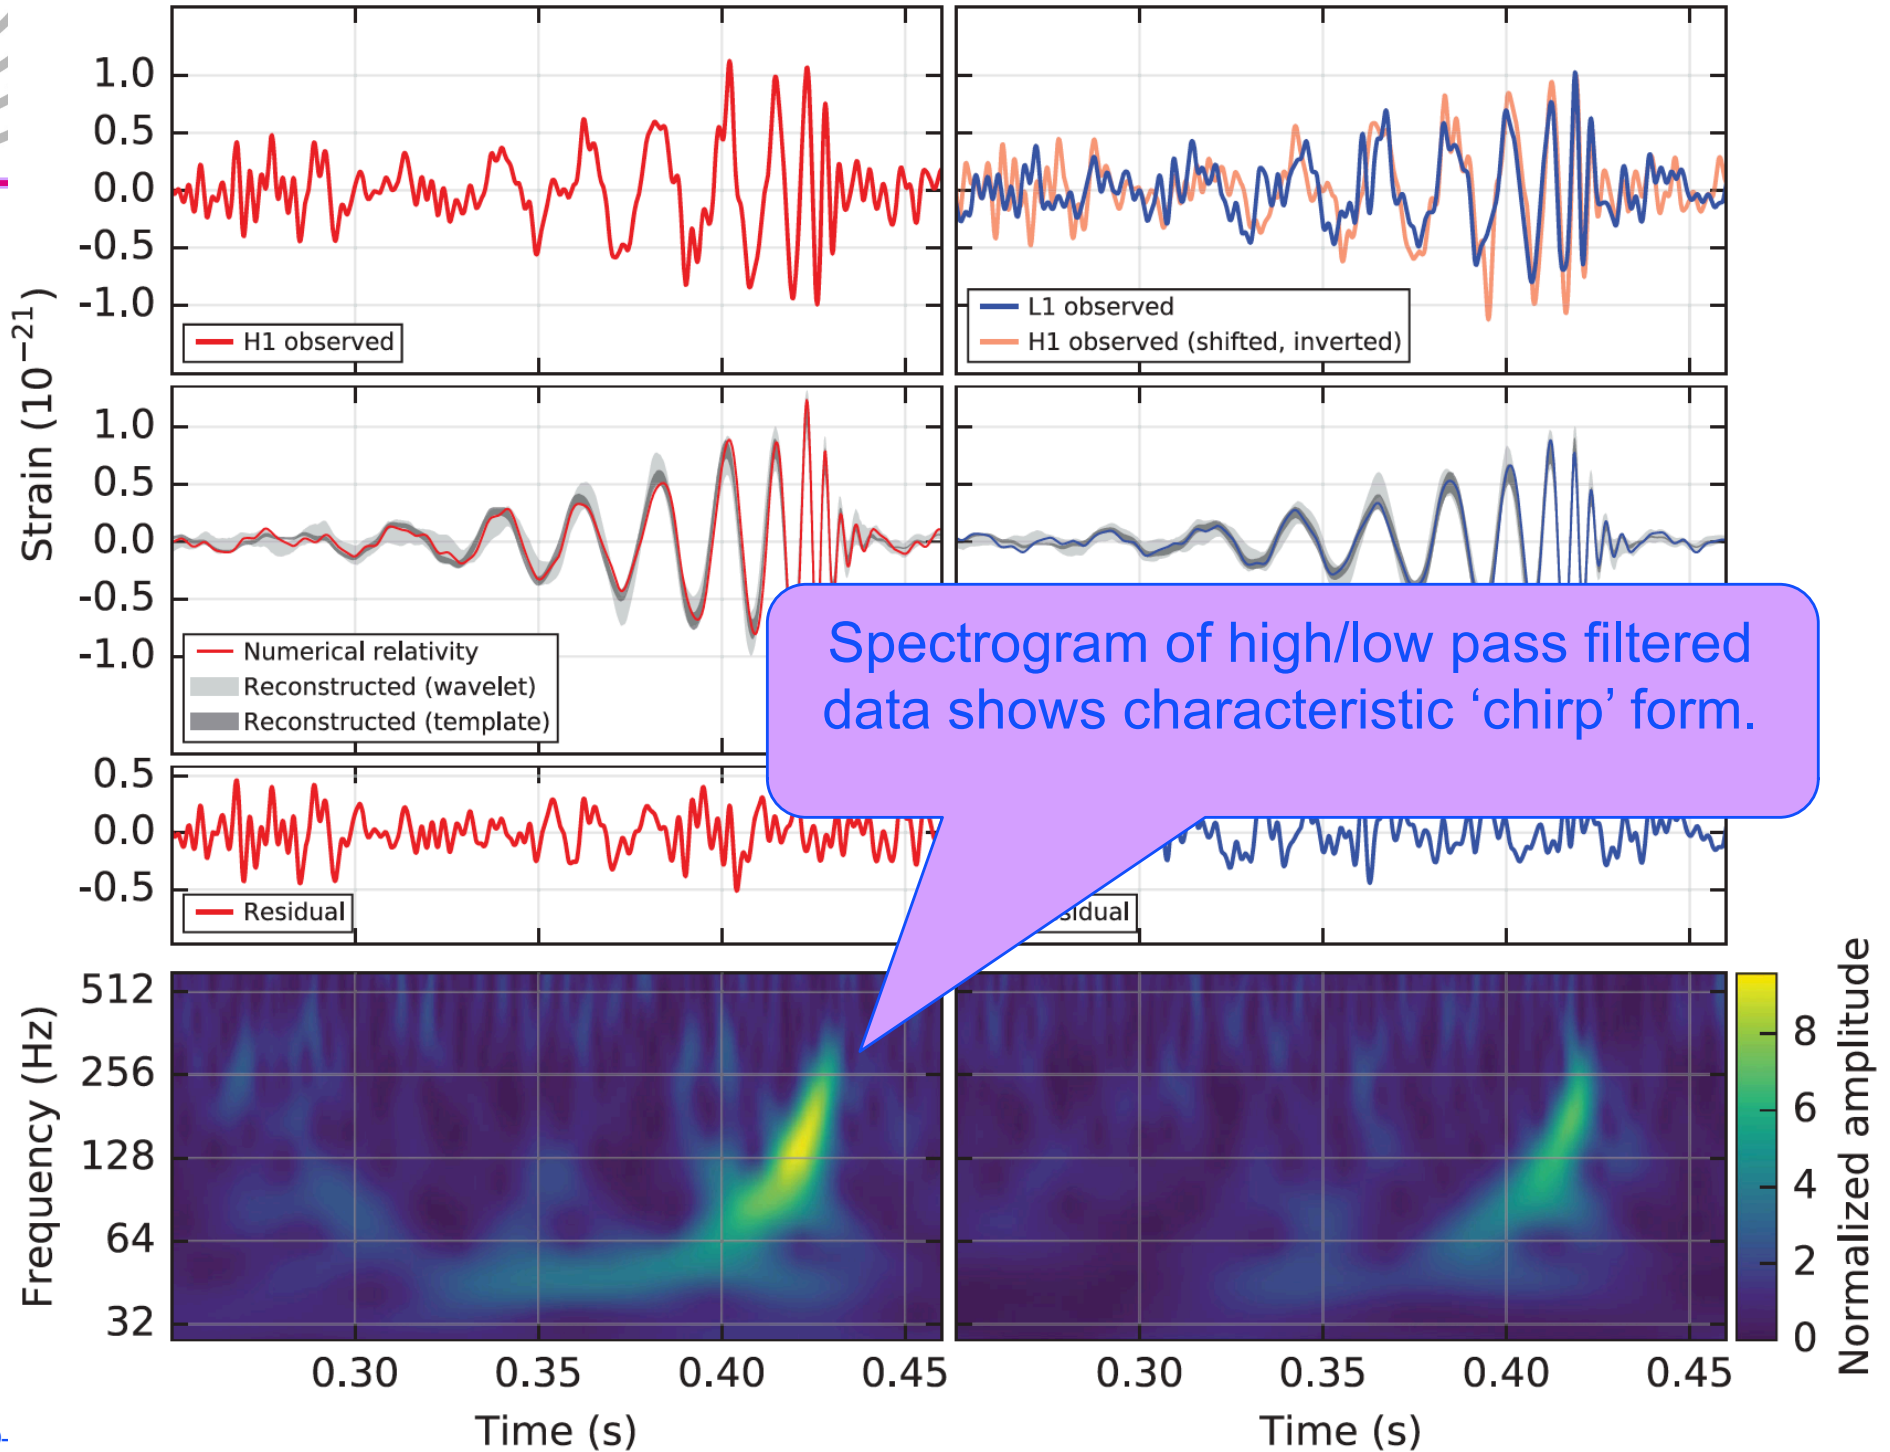 1.0
0.5
0.0
-0.5
-1.0
H1 observed
L1 observed
H1 observed (shifted, inverted)
Strain (10⁻²¹)
1.0
0.5
0.0
-0.5
-1.0
Numerical relativity
Reconstructed (wavelet)
Reconstructed (template)
Spectrogram of high/low pass filtered
data shows characteristic ‘chirp’ form.
0.5
0.0
-0.5
Residual
sidual
Frequency (Hz)
512
256
128
64
32
8
6
4
2
0
Normalized amplitude
0.30 0.35 0.40 0.45
0.30 0.35 0.40 0.45
Time (s)
Time (s)